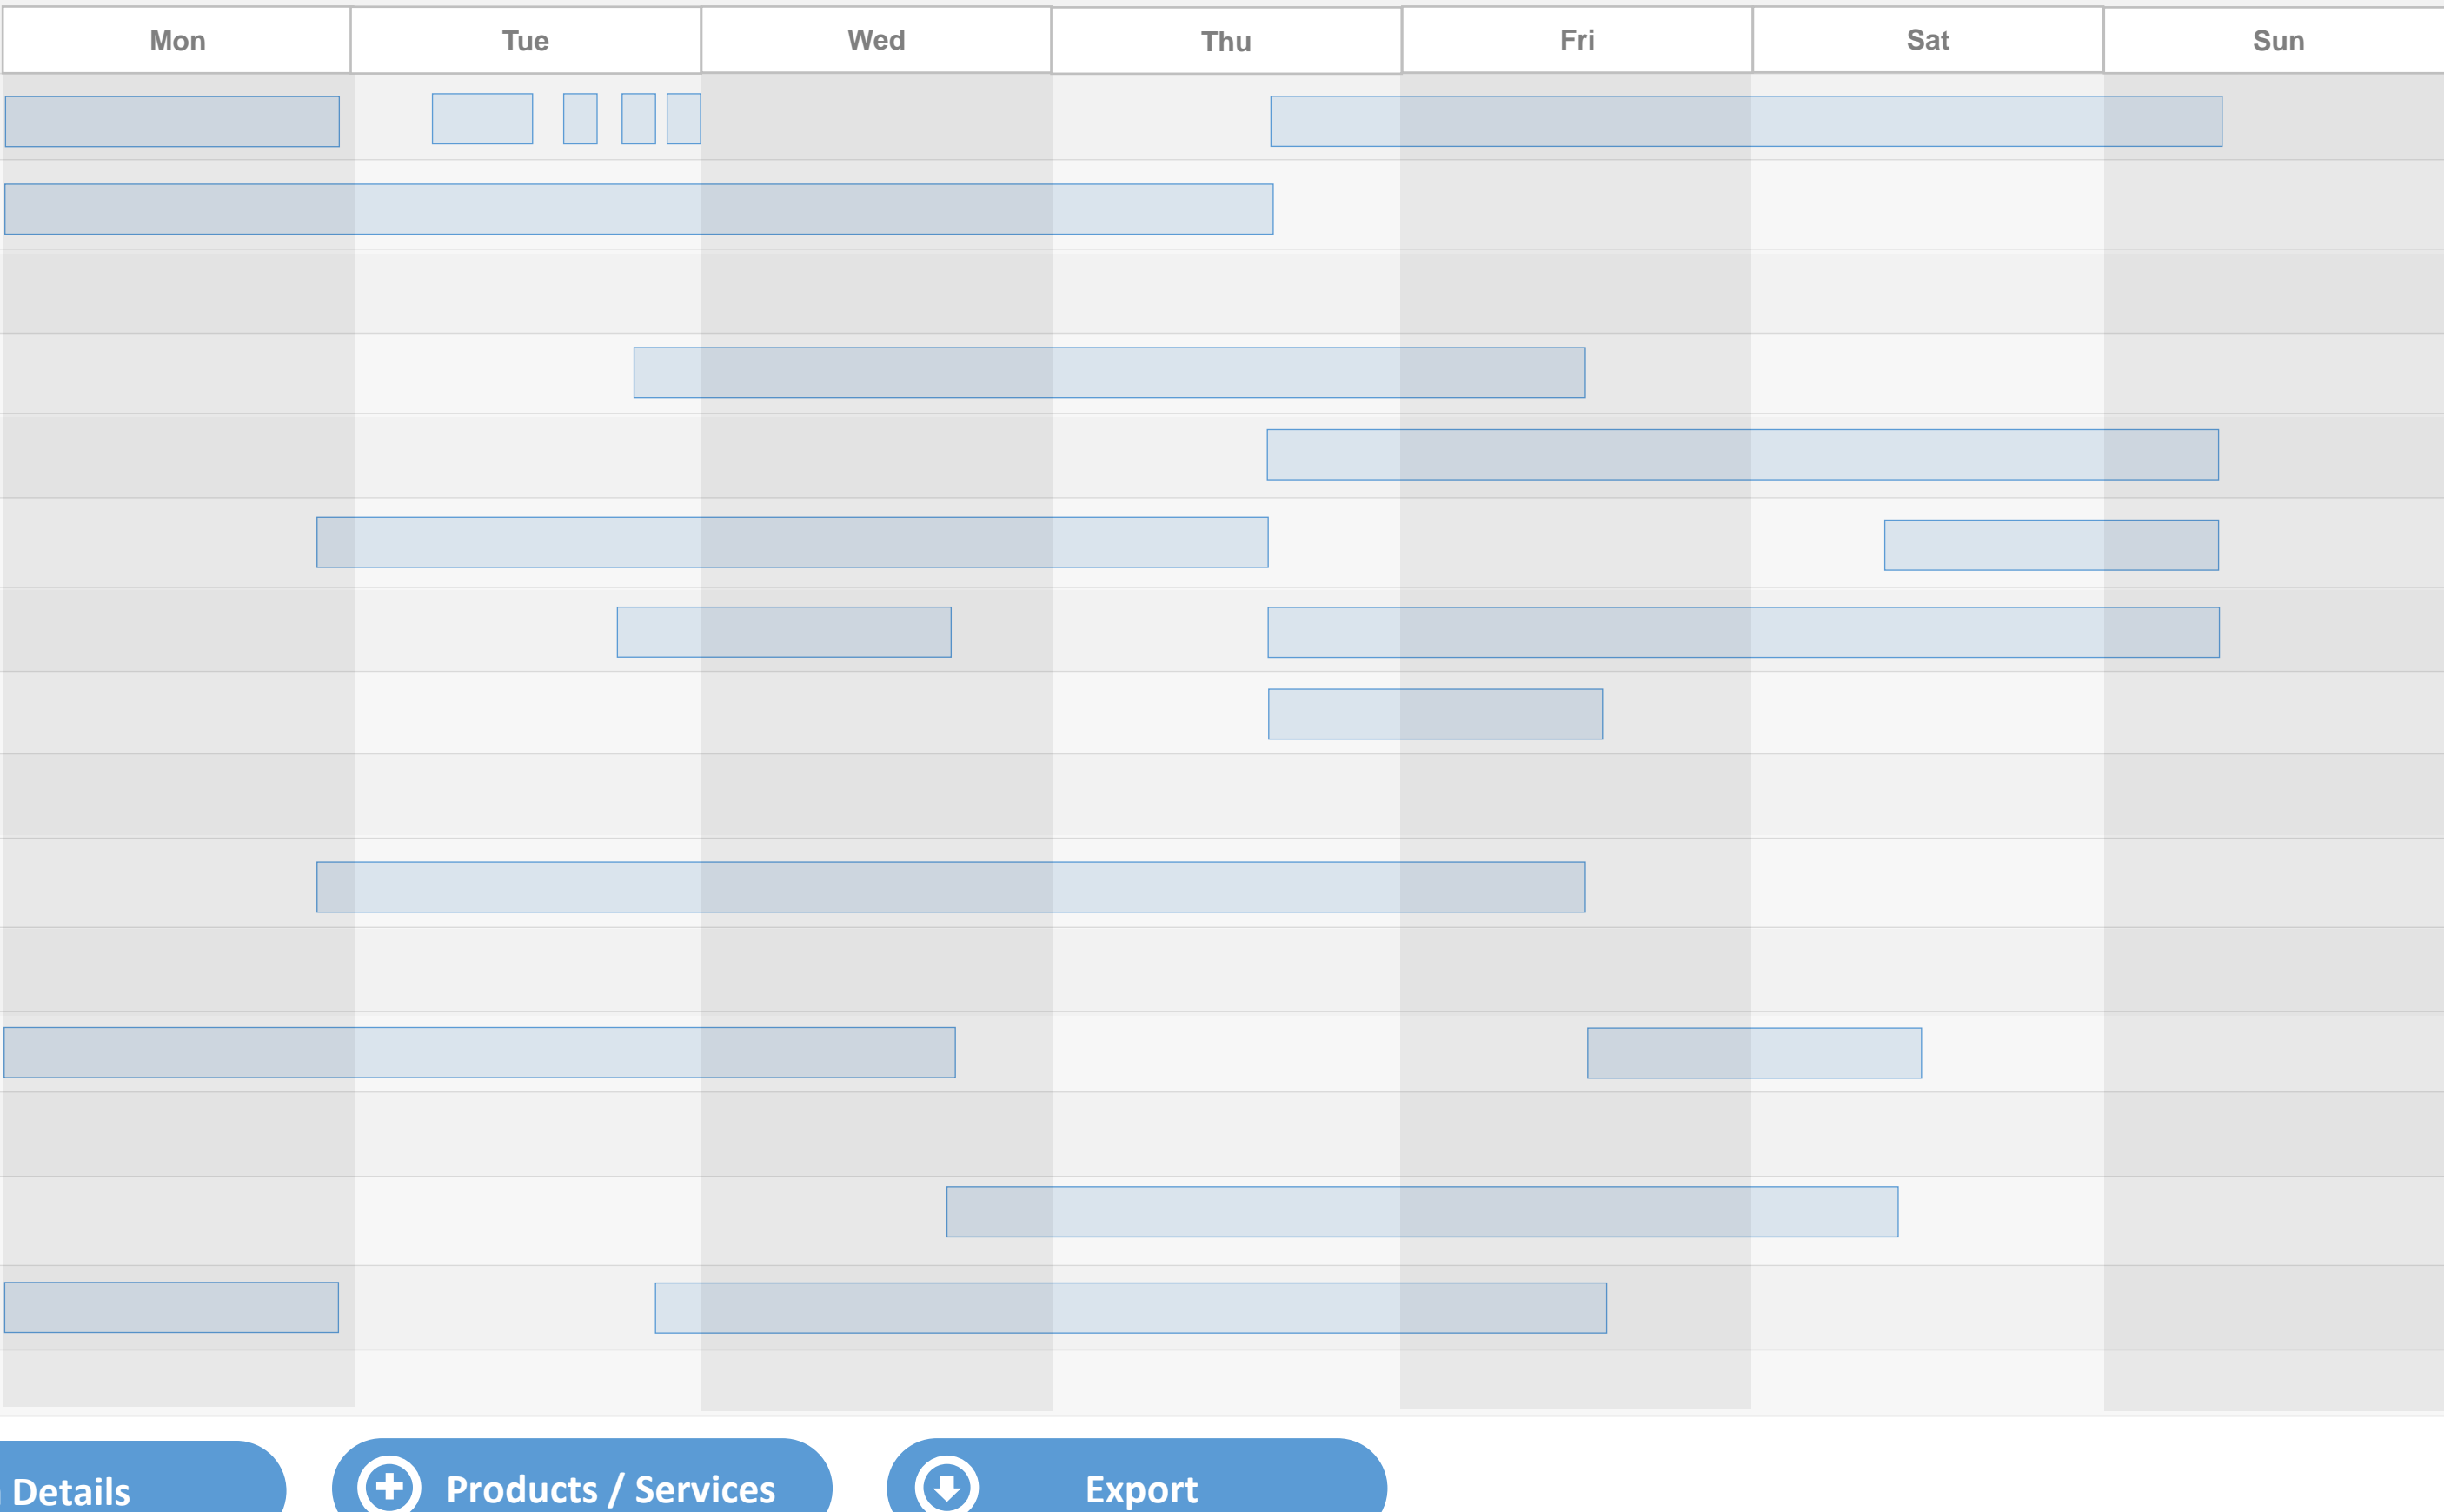 Mon Tue Wed Thu Fri Sat Sun
Details Products / Services Export